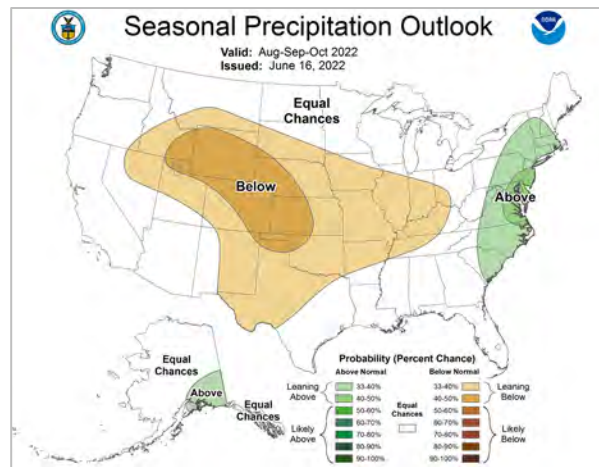 Seasonal Precipitation Outlook
Valid: Aug-Sep-Oct 2022
Issued: June 16, 2022
NOAA
Equal
Chances
Below
Above
Equal
Chances
Above
Equal
Chances
Probability (Percent Chance)
Above Normal
Below Normal
Leaning
Above
33-40%
40-50%
Likely
Above
50-60%
60-70%
70-80%
80-90%
90-100%
Equal
Chances
33-40%
40-50%
Leaning
Below
50-60%
60-70%
70-80%
80-90%
90-100%
Likely
Below